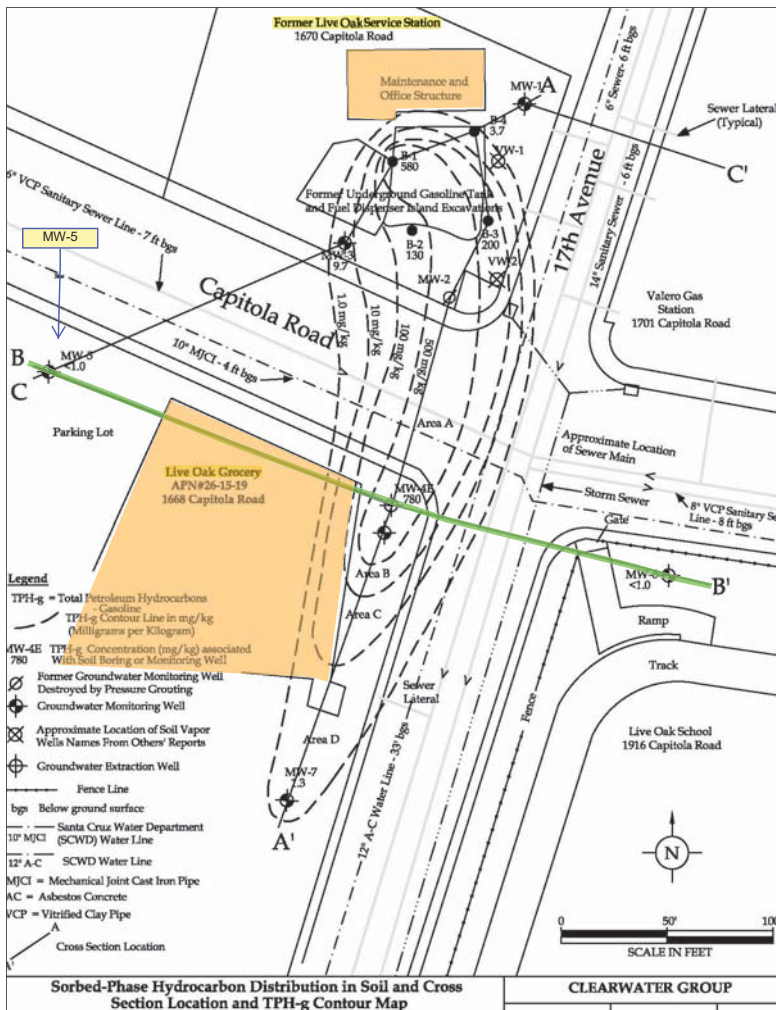 Former Live Oak Service Station
1670 Capitola Road
Maintenance and
Office Structure
MW-1
A
6" Sewer- 6 ft bgs
Sewer Lateral
(Typical)
B-4
3.7
VW-1
B-1
580
C'
14" Sanitary Sewer - 6 ft bgs
17th Avenue
6" VCP Sanitary Sewer Line - 7 ft bgs
Former Underground Gasoline Tank
and Fuel Dispenser Island Excavations
B-3
200
B-2
130
MW-5
MW-3
9.7
VW-2
MW-2
Capitola Road
1.0 mg/kg
10 mg/kg
100 mg/kg
500 mg/kg
Valero Gas
Station
1701 Capitola Road
10" MJCI - 4 ft bgs
B
C
MW-5
<1.0
Parking Lot
Area A
Approximate Location
of Sewer Main
Live Oak Grocery
APN#26-15-19
1668 Capitola Road
MW-4E
780
Storm Sewer
8" VCP Sanitary Se
Line - 8 ft bgs
Gate
<1.0
B'
Area B
Area C
Ramp
Track
Sewer
Lateral
Fence
Live Oak School
1916 Capitola Road
Area D
MW-7
A'
12" A-C Water Line - 33' bgs
N
Legend
TPH-g = Total Petroleum Hydrocarbons
- Gasoline
TPH-g Contour Line in mg/kg
(Milligrams per Kilogram)
MW-4E TPH-g Concentration (mg/kg) associated
780 With Soil Boring or Monitoring Well
Former Groundwater Monitoring Well
Destroyed by Pressure Grouting
Groundwater Monitoring Well
Approximate Location of Soil Vapor
Wells Names From Others' Reports
Groundwater Extraction Well
Fence Line
bgs Below ground surface
Santa Cruz Water Department
10" MJCI (SCWD) Water Line
12" A-C SCWD Water Line
MJCI = Mechanical Joint Cast Iron Pipe
AC = Asbestos Concrete
VCP = Vitrified Clay Pipe
A
Cross Section Location
A'
0 50' 100
SCALE IN FEET
Sorbed-Phase Hydrocarbon Distribution in Soil and Cross
Section Location and TPH-g Contour Map
CLEARWATER GROUP